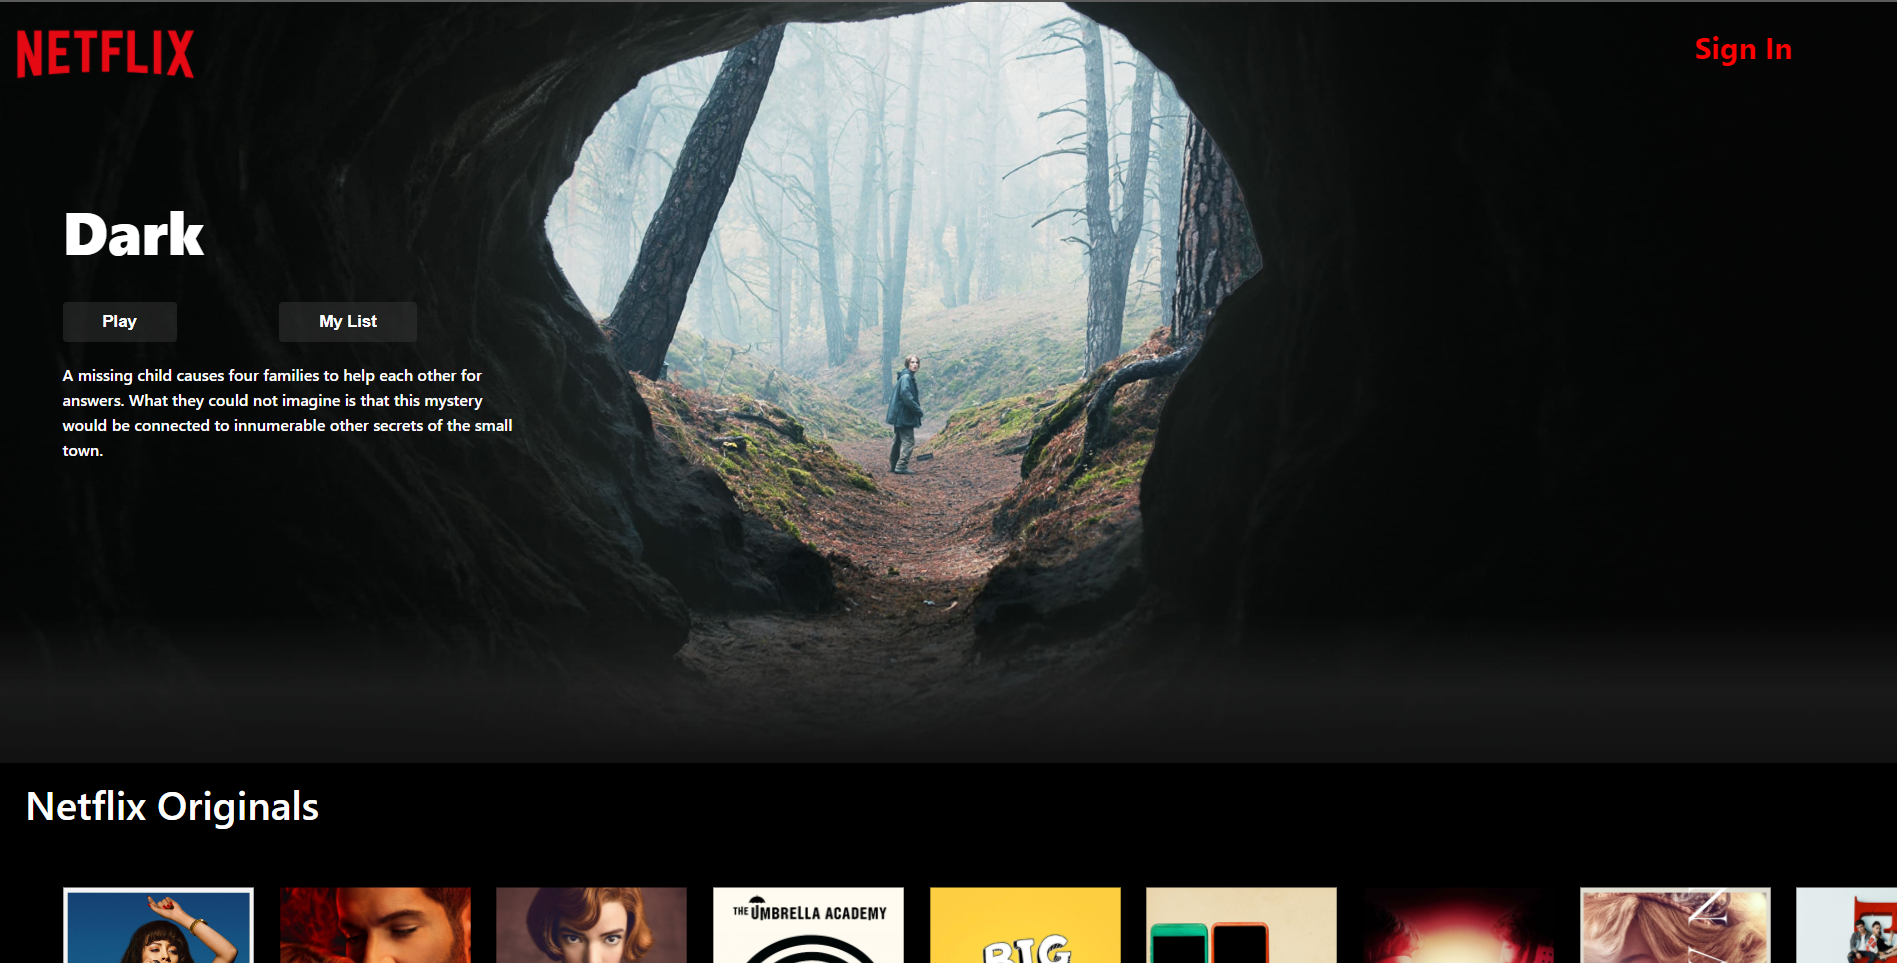 NETFLIX
Sign In
Dark
Play
My List
A missing child causes four families to help each other for
answers. What they could not imagine is that this mystery
would be connected to innumerable other secrets of the small
town.
Netflix Originals
THE UMBRELLA ACADEMY
BIG
N